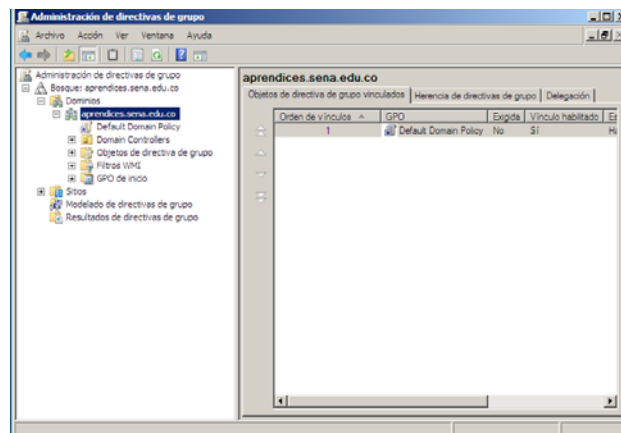 Administración de directivas de grupo
Archivo Acción Ver Ventana Ayuda
Administración de directivas de grupo
Bosque: aprendices.sena.edu.co
Dominios
aprendices.sena.edu.co
Default Domain Policy
Domain Controllers
Objetos de directiva de grupo
Filtros WMI
GPO de inicio
Sitios
Modelado de directivas de grupo
Resultados de directivas de grupo
aprendices.sena.edu.co
Objetos de directiva de grupo vinculados Herencia de directivas de grupo Delegación
Orden de vínculos GPO Exigida Vínculo habilitado Es
1 Default Domain Policy No Sí Ha